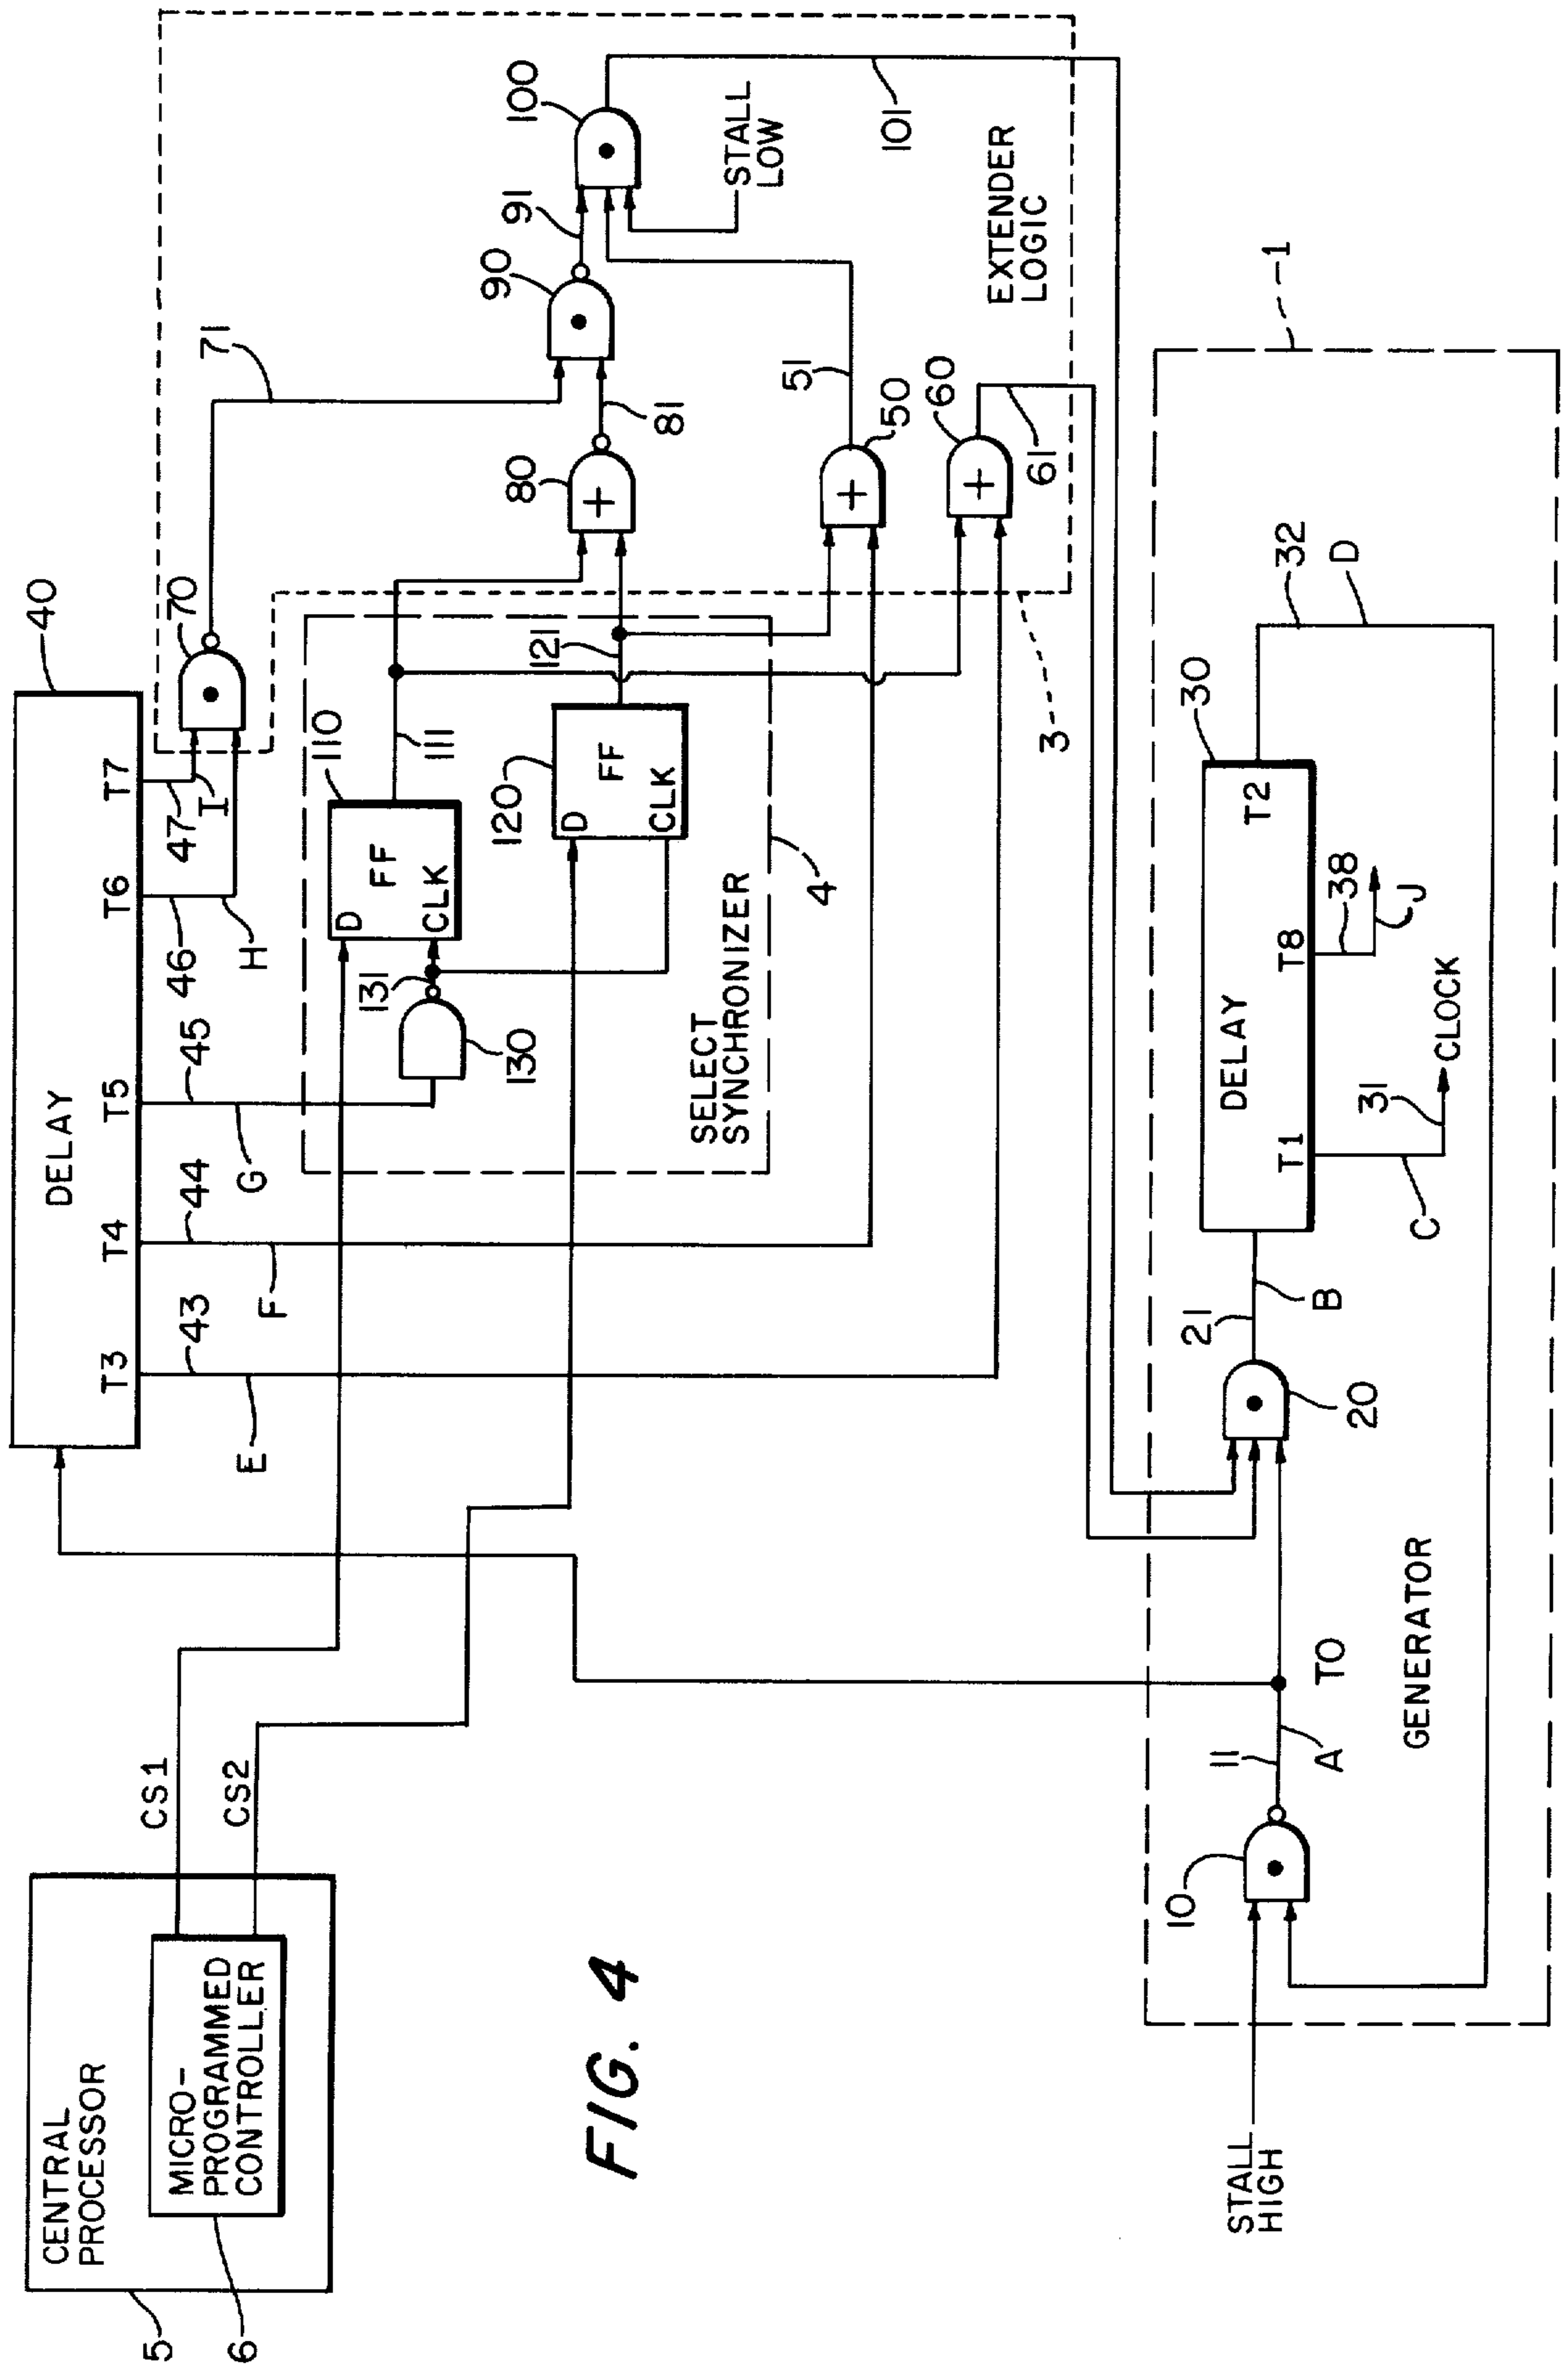 CENTRAL
PROCESSOR
MICRO-
PROGRAMMED
CONTROLLER
5
6
CS1
CS2
40
DELAY
T3
T4
T5
T6
T7
43
44
45
46
47
E
F
G
H
I
70
71
110
D
FF
CLK
111
120
D
FF
CLK
121
130
131
SELECT
SYNCHRONIZER
4
80
81
90
91
100
101
STALL
LOW
50
51
60
61
EXTENDER
LOGIC
3
FIG. 4
STALL
HIGH
10
11
A
TO
20
21
B
30
DELAY
T1
T8
T2
31
CLOCK
C
38
J
32
D
GENERATOR
1